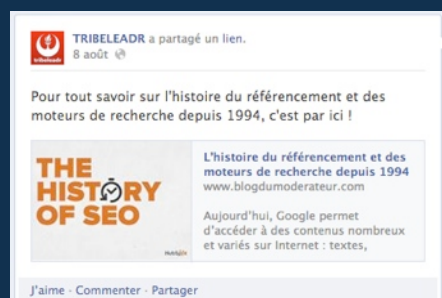 TRIBELEADR a partagé un lien.
8 août
tribeleadr
Pour tout savoir sur l'histoire du référencement et des
moteurs de recherche depuis 1994, c'est par ici !
THE
HISTORY
OF SEO
HubSpot
L'histoire du référencement et des
moteurs de recherche depuis 1994
www.blogdumoderateur.com
Aujourd'hui, Google permet
d'accéder à des contenus nombreux
et variés sur Internet : textes,
J'aime · Commenter · Partager